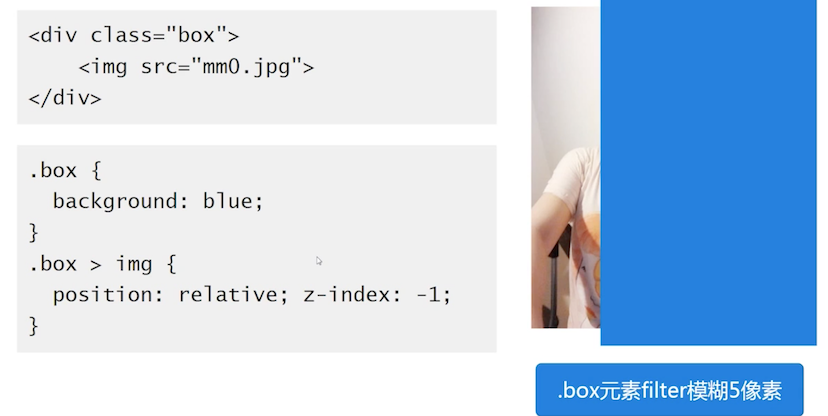 <div class="box">
    <img src="mm0.jpg">
</div>
.box {
  background: blue;
}
.box > img {
  position: relative; z-index: -1;
}
.box元素filter模糊5像素